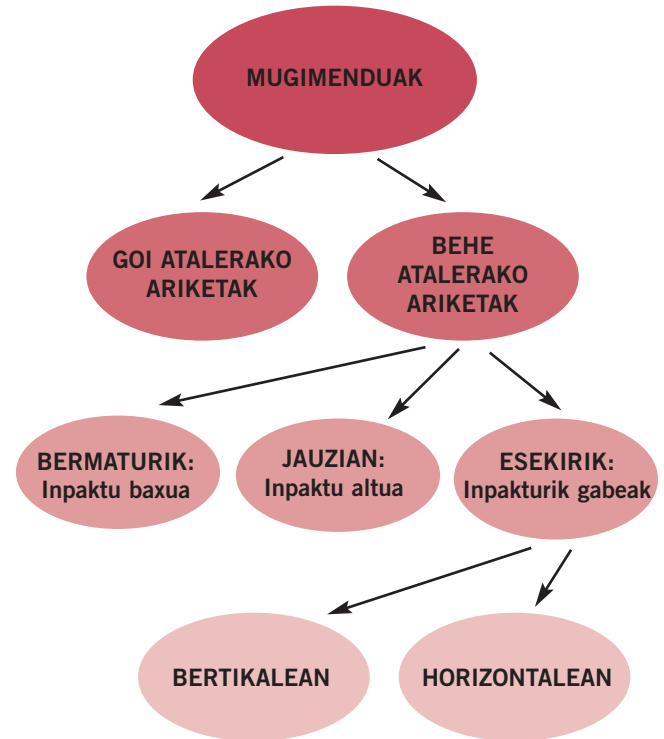 MUGIMENDUAK
GOI ATALERAKO
ARIKETAK
BEHE
ATALERAKO
ARIKETAK
BERMATURIK:
Inpaktu baxua
JAUZIAN:
Inpaktu altua
ESEKIRIK:
Inpakturik gabeak
BERTIKALEAN
HORIZONTALEAN